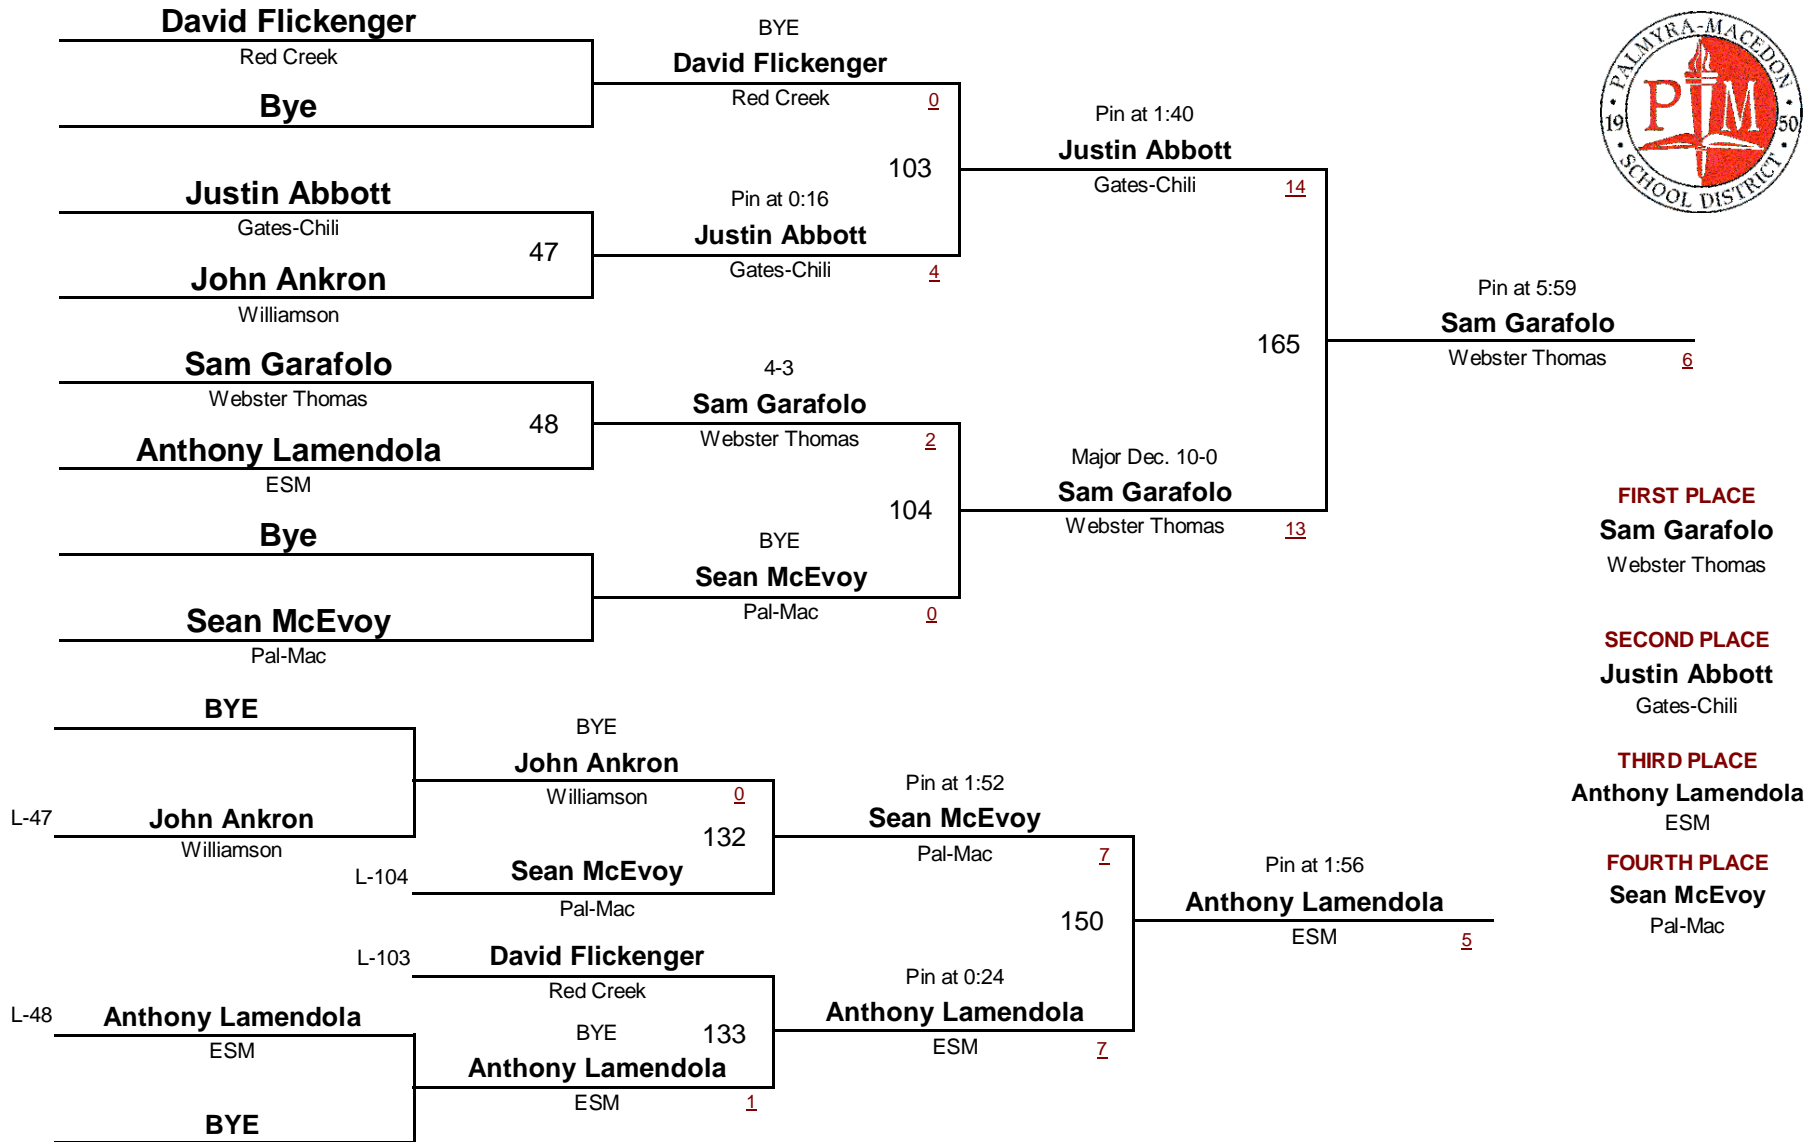 David Flickenger
Red Creek
Bye
Justin Abbott
Gates-Chili
47
John Ankron
Williamson
Sam Garafolo
Webster Thomas
48
Anthony Lamendola
ESM
Bye
Sean McEvoy
Pal-Mac
BYE
David Flickenger
Red Creek
0
103
Pin at 0:16
Justin Abbott
Gates-Chili
4
4-3
Sam Garafolo
Webster Thomas
2
104
BYE
Sean McEvoy
Pal-Mac
0
Pin at 1:40
Justin Abbott
Gates-Chili
14
165
Major Dec. 10-0
Sam Garafolo
Webster Thomas
13
Pin at 5:59
Sam Garafolo
Webster Thomas
6
PALMYRA-MACEDON
19 P M 50
SCHOOL DISTRICT
FIRST PLACE
Sam Garafolo
Webster Thomas
SECOND PLACE
Justin Abbott
Gates-Chili
THIRD PLACE
Anthony Lamendola
ESM
FOURTH PLACE
Sean McEvoy
Pal-Mac
BYE
L-47
John Ankron
Williamson
L-48
Anthony Lamendola
ESM
BYE
BYE
John Ankron
Williamson
0
132
L-104
Sean McEvoy
Pal-Mac
L-103
David Flickenger
Red Creek
BYE
133
Anthony Lamendola
ESM
1
Pin at 1:52
Sean McEvoy
Pal-Mac
7
150
Pin at 0:24
Anthony Lamendola
ESM
7
Pin at 1:56
Anthony Lamendola
ESM
5